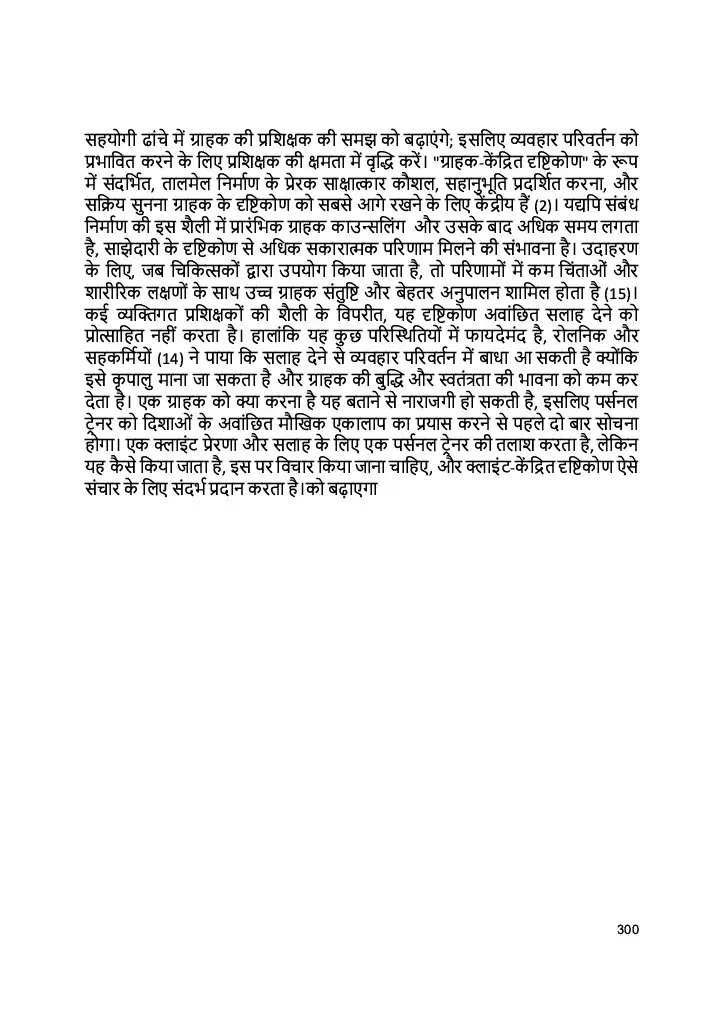 सहयोगी ढांचे में ग्राहक की प्रशिक्षक की समझ को बढ़ाएंगे; इसलिए व्यवहार परिवर्तन को
प्रभावित करने के लिए प्रशिक्षक की क्षमता में वृद्धि करें। "ग्राहक-केंद्रित दृष्टिकोण" के रूप
में संदर्भित, तालमेल निर्माण के प्रेरक साक्षात्कार कौशल, सहानुभूति प्रदर्शित करना, और
सक्रिय सुनना ग्राहक के दृष्टिकोण को सबसे आगे रखने के लिए केंद्रीय हैं (2)। यद्यपि संबंध
निर्माण की इस शैली में प्रारंभिक ग्राहक काउन्सलिंग और उसके बाद अधिक समय लगता
है, साझेदारी के दृष्टिकोण से अधिक सकारात्मक परिणाम मिलने की संभावना है। उदाहरण
के लिए, जब चिकित्सकों द्वारा उपयोग किया जाता है, तो परिणामों में कम चिंताओं और
शारीरिक लक्षणों के साथ उच्च ग्राहक संतुष्टि और बेहतर अनुपालन शामिल होता है (15)।
कई व्यक्तिगत प्रशिक्षकों की शैली के विपरीत, यह दृष्टिकोण अवांछित सलाह देने को
प्रोत्साहित नहीं करता है। हालांकि यह कुछ परिस्थितियों में फायदेमंद है, रोलनिक और
सहकर्मियों (14) ने पाया कि सलाह देने से व्यवहार परिवर्तन में बाधा आ सकती है क्योंकि
इसे कृपालु माना जा सकता है और ग्राहक की बुद्धि और स्वतंत्रता की भावना को कम कर
देता है। एक ग्राहक को क्या करना है यह बताने से नाराजगी हो सकती है, इसलिए पर्सनल
ट्रेनर को दिशाओं के अवांछित मौखिक एकालाप का प्रयास करने से पहले दो बार सोचना
होगा। एक क्लाइंट प्रेरणा और सलाह के लिए एक पर्सनल ट्रेनर की तलाश करता है, लेकिन
यह कैसे किया जाता है, इस पर विचार किया जाना चाहिए, और क्लाइंट-केंद्रित दृष्टिकोण ऐसे
संचार के लिए संदर्भ प्रदान करता है।को बढ़ाएगा
300